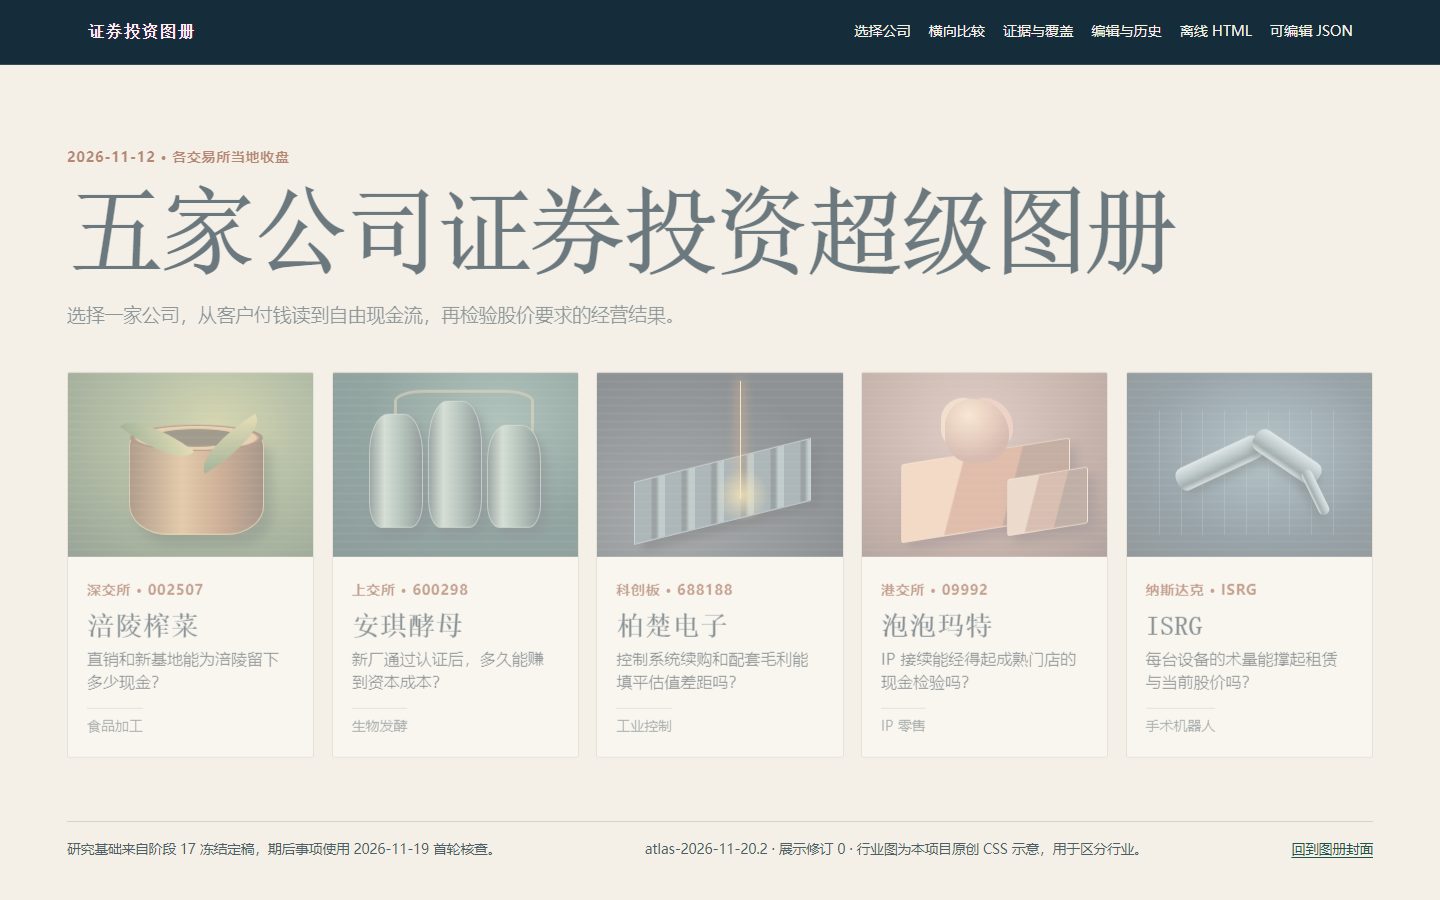 证券投资图册
选择公司 横向比较 证据与覆盖 编辑与历史 离线 HTML 可编辑 JSON
2026-11-12 • 各交易所当地收盘
五家公司证券投资超级图册
选择一家公司，从客户付钱读到自由现金流，再检验股价要求的经营结果。
深交所 • 002507
涪陵榨菜
直销和新基地能为涪陵留下
多少现金？
食品加工
上交所 • 600298
安琪酵母
新厂通过认证后，多久能赚
到资本成本？
生物发酵
科创板 • 688188
柏楚电子
控制系统续购和配套毛利能
填平估值差距吗？
工业控制
港交所 • 09992
泡泡玛特
IP 接续能经得起成熟门店的
现金检验吗？
IP 零售
纳斯达克 • ISRG
ISRG
每台设备的术量能撑起租赁
与当前股价吗？
手术机器人
研究基础来自阶段 17 冻结定稿，期后事项使用 2026-11-19 首轮核查。
atlas-2026-11-20.2 · 展示修订 0 · 行业图为本项目原创 CSS 示意，用于区分行业。
回到图册封面